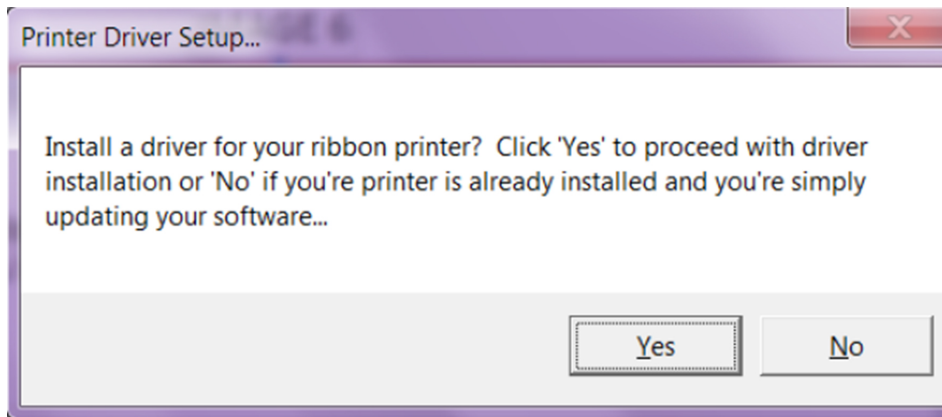 Printer Driver Setup...
Install a driver for your ribbon printer?  Click 'Yes' to proceed with driver
installation or 'No' if you're printer is already installed and you're simply
updating your software...
Yes No